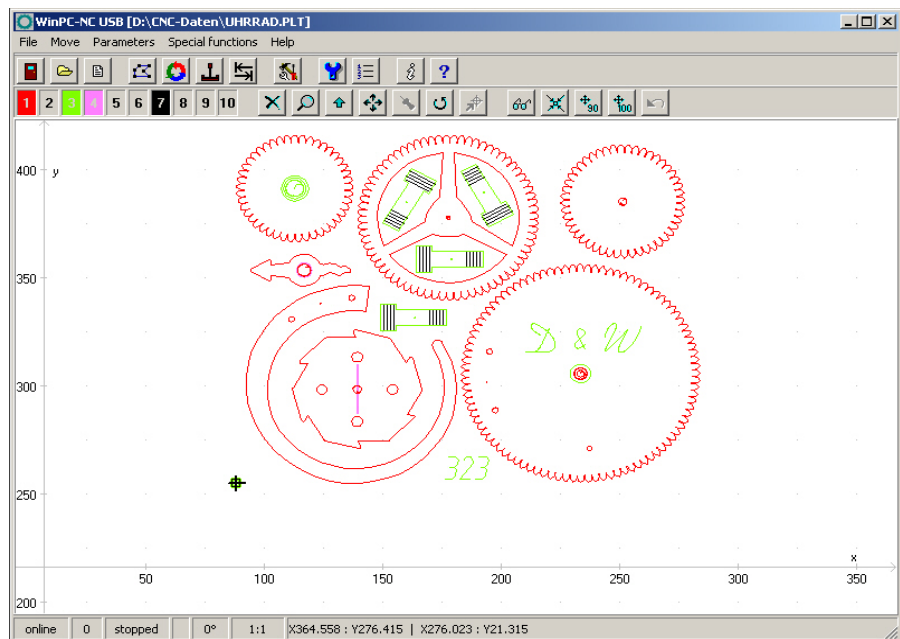 WinPC-NC USB [D:\CNC-Daten\UHRRAD.PLT]
File Move Parameters Special functions Help
1 2 3 4 5 6 7 8 9 10 90 100
400
y
350
300
250
200
D & W
323
x
50 100 150 200 250 300 350
online 0 stopped 0° 1:1 X364.558 : Y276.415 | X276.023 : Y21.315